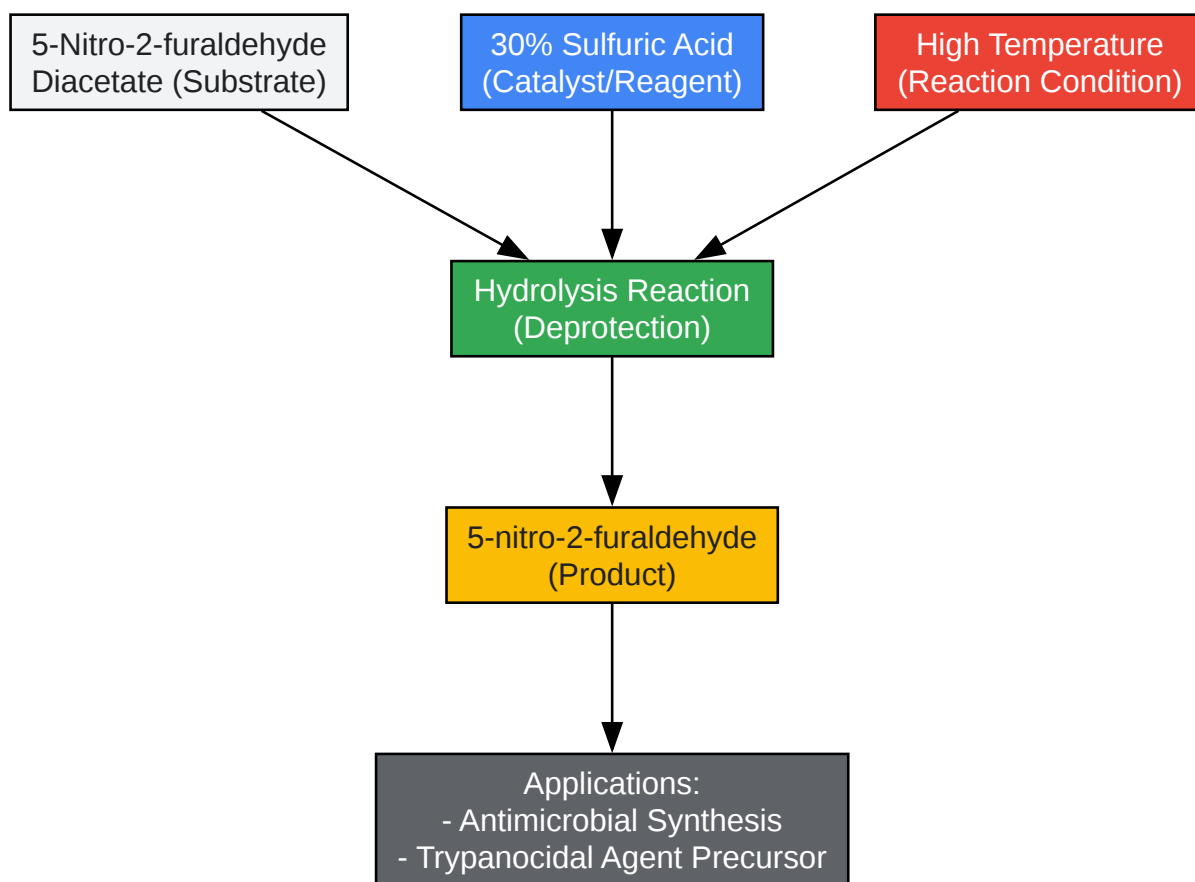 5-Nitro-2-furaldehyde
Diacetate (Substrate)
30% Sulfuric Acid
(Catalyst/Reagent)
High Temperature
(Reaction Condition)
Hydrolysis Reaction
(Deprotection)
5-nitro-2-furaldehyde
(Product)
Applications:
- Antimicrobial Synthesis
- Trypanocidal Agent Precursor